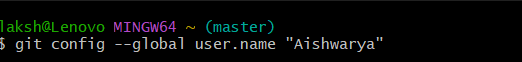 laksh@Lenovo MINGW64 ~ (master)
$ git config --global user.name "Aishwarya"